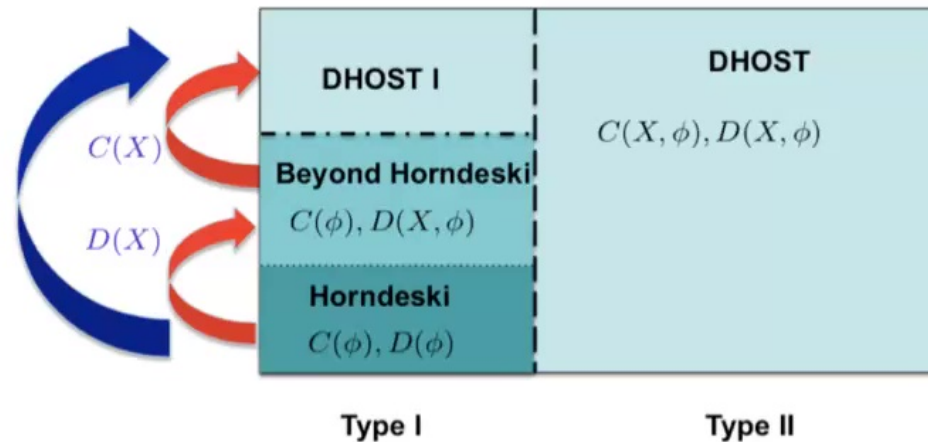 DHOST I
DHOST
C(X)
C(X, ϕ), D(X, ϕ)
Beyond Horndeski
C(ϕ), D(X, ϕ)
D(X)
Horndeski
C(ϕ), D(ϕ)
Type I
Type II